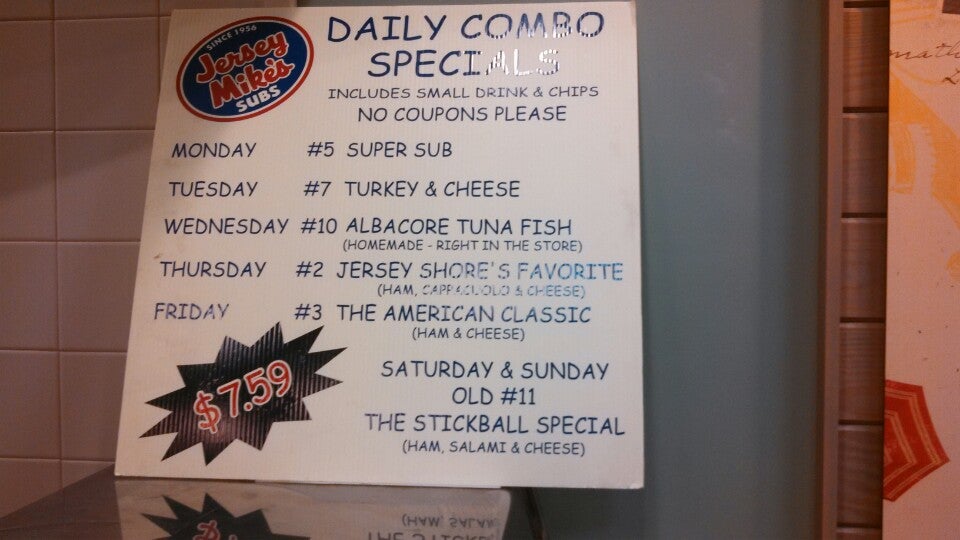 SINCE 1956
Jersey
Mike's
SUBS
DAILY COMBO
SPECIALS
INCLUDES SMALL DRINK & CHIPS
NO COUPONS PLEASE
MONDAY #5 SUPER SUB
TUESDAY #7 TURKEY & CHEESE
WEDNESDAY #10 ALBACORE TUNA FISH
(HOMEMADE - RIGHT IN THE STORE)
THURSDAY #2 JERSEY SHORE'S FAVORITE
(HAM, CAPPACUOLO & CHEESE)
FRIDAY #3 THE AMERICAN CLASSIC
(HAM & CHEESE)
$7.59
SATURDAY & SUNDAY
OLD #11
THE STICKBALL SPECIAL
(HAM, SALAMI & CHEESE)